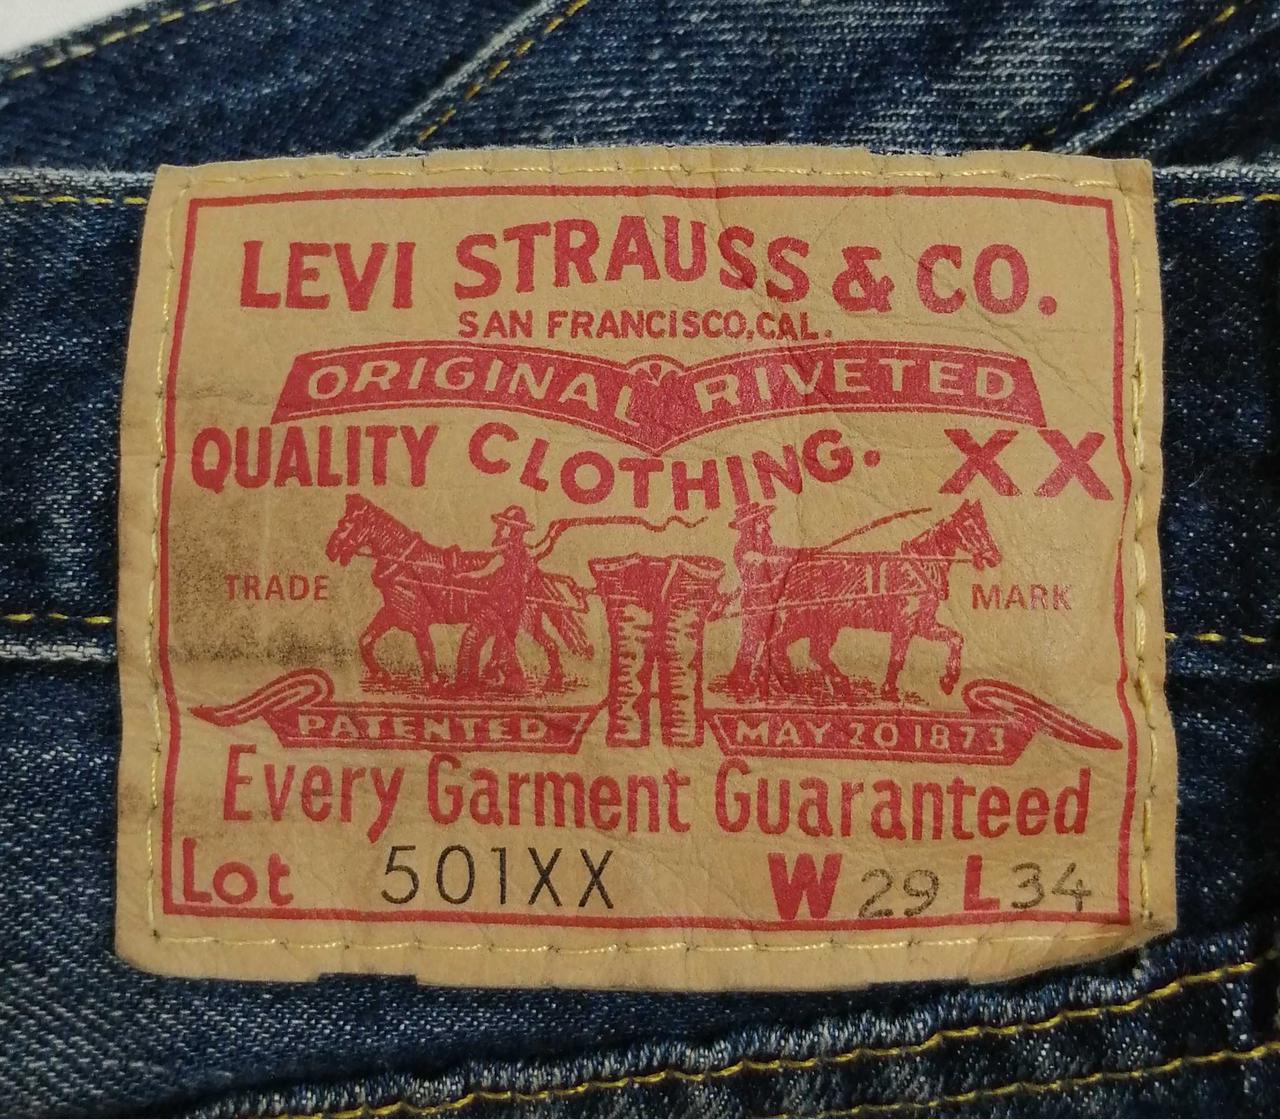 LEVI STRAUSS & CO.
SAN FRANCISCO, CAL.
ORIGINAL RIVETED
QUALITY CLOTHING. XX
TRADE MARK
PATENTED MAY 20 1873
Every Garment Guaranteed
Lot 501XX W 29 L 34